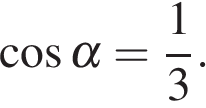 cos α = 1/3.